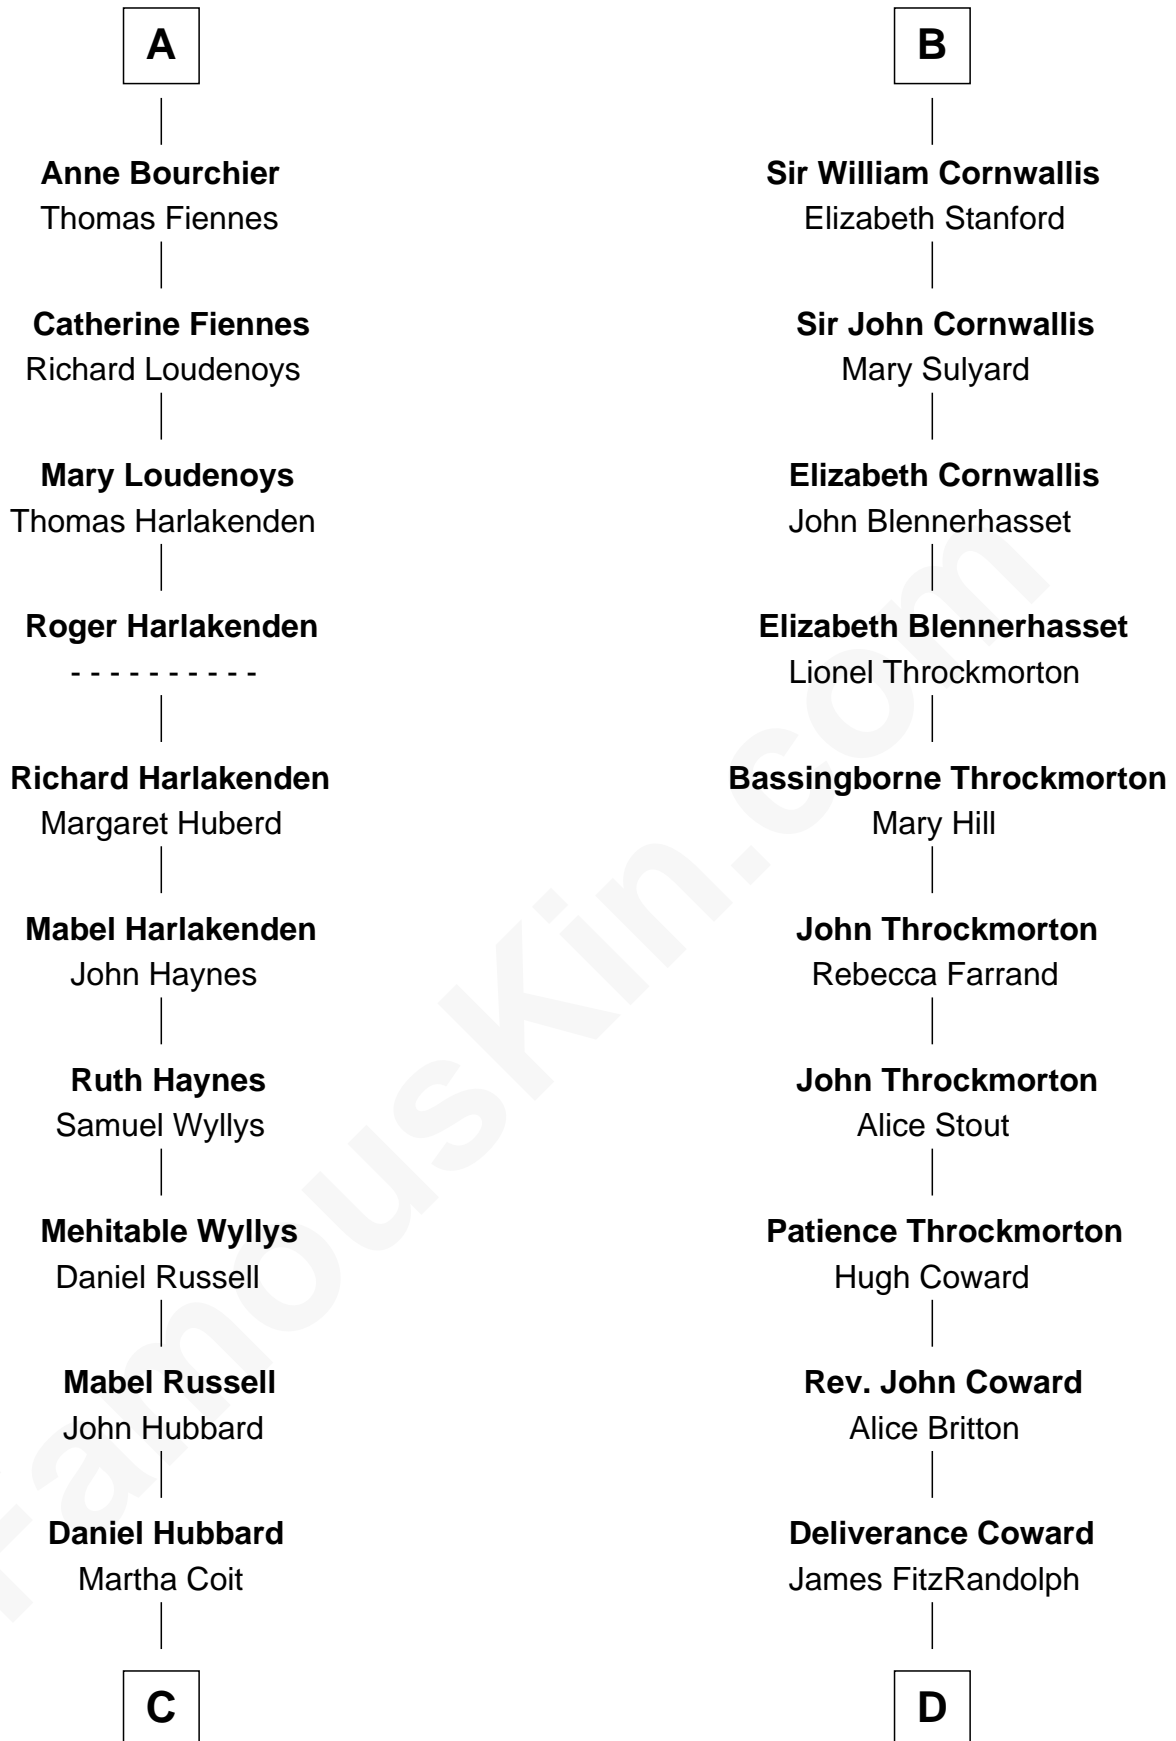 A
Anne Bourchier
Thomas Fiennes
Catherine Fiennes
Richard Loudenoys
Mary Loudenoys
Thomas Harlakenden
Roger Harlakenden
- - - - - - - - - -
Richard Harlakenden
Margaret Huberd
Mabel Harlakenden
John Haynes
Ruth Haynes
Samuel Wyllys
Mehitable Wyllys
Daniel Russell
Mabel Russell
John Hubbard
Daniel Hubbard
Martha Coit
C
B
Sir William Cornwallis
Elizabeth Stanford
Sir John Cornwallis
Mary Sulyard
Elizabeth Cornwallis
John Blennerhasset
Elizabeth Blennerhasset
Lionel Throckmorton
Bassingborne Throckmorton
Mary Hill
John Throckmorton
Rebecca Farrand
John Throckmorton
Alice Stout
Patience Throckmorton
Hugh Coward
Rev. John Coward
Alice Britton
Deliverance Coward
James FitzRandolph
D
FamousKin.com